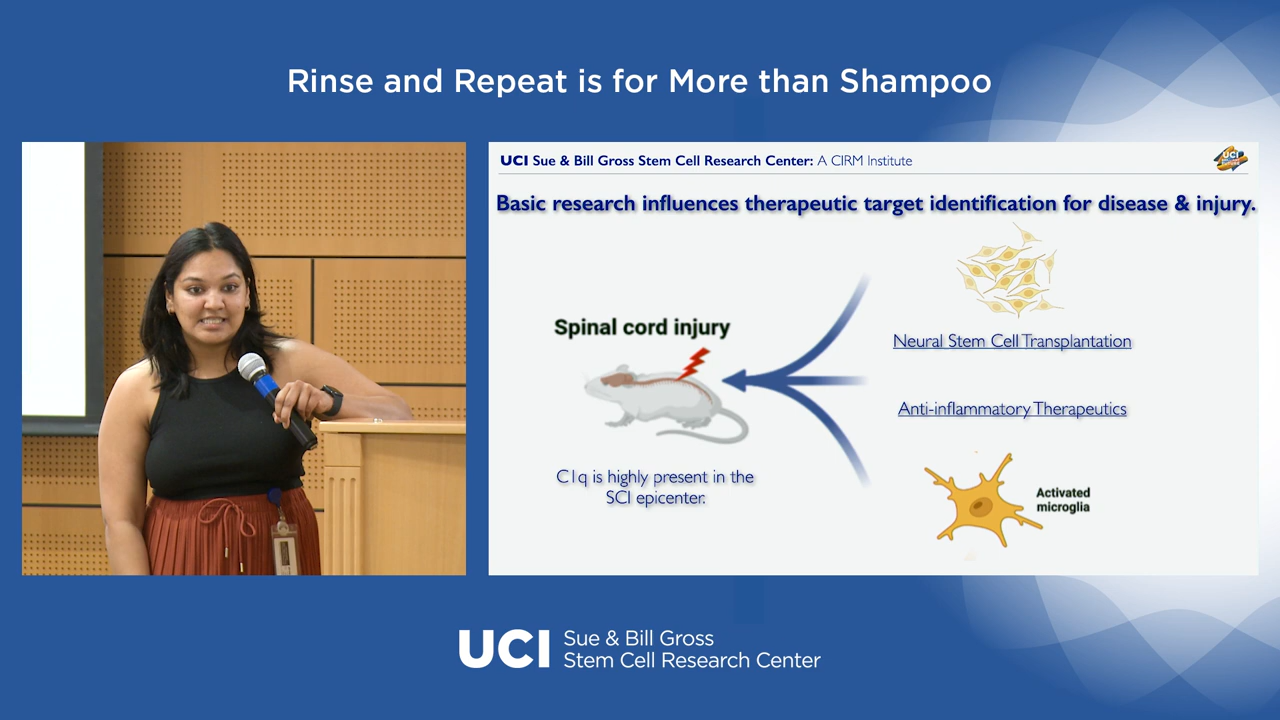 Rinse and Repeat is for More than Shampoo
UCI Sue & Bill Gross Stem Cell Research Center: A CIRM Institute
UCI
Basic research influences therapeutic target identification for disease & injury.
Spinal cord injury
C1q is highly present in the
SCI epicenter.
Neural Stem Cell Transplantation
Anti-inflammatory Therapeutics
Activated
microglia
UCI Sue & Bill Gross
Stem Cell Research Center